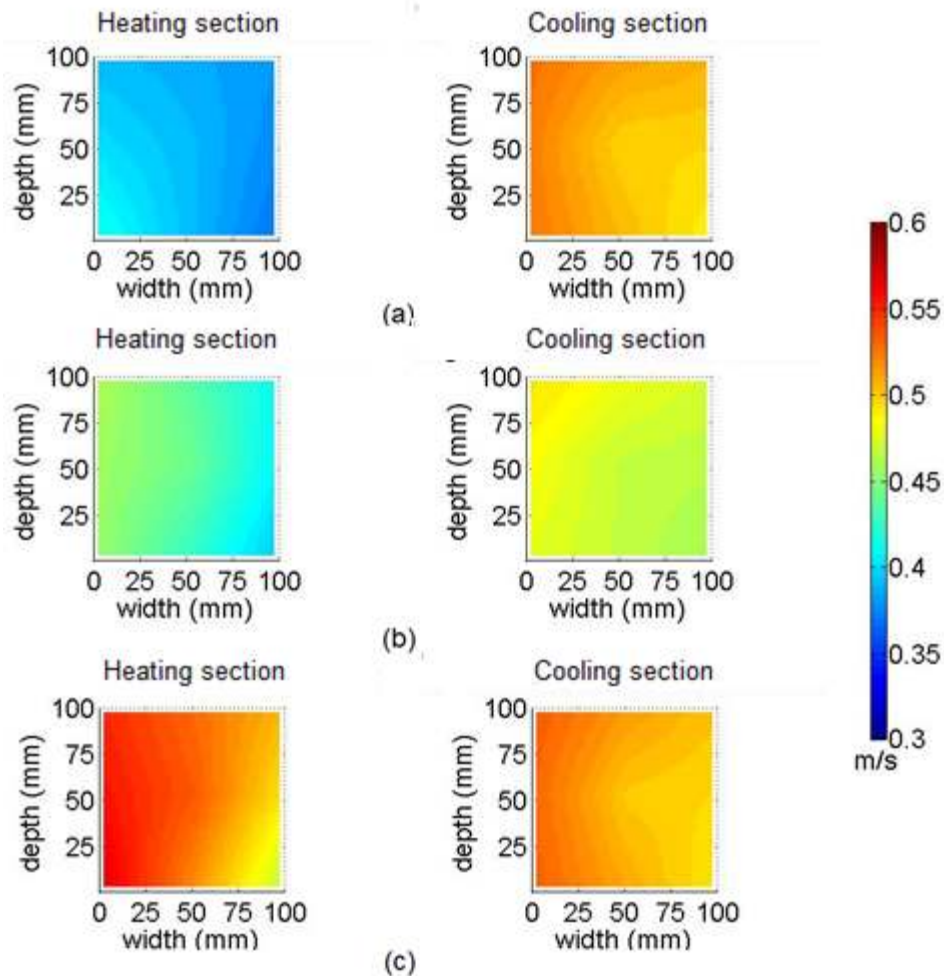 Heating section
Cooling section
100
75
50
25
depth (mm)
0 25 50 75 100
width (mm)
100
75
50
25
depth (mm)
0 25 50 75 100
width (mm)
(a)
Heating section
Cooling section
100
75
50
25
depth (mm)
0 25 50 75 100
width (mm)
100
75
50
25
depth (mm)
0 25 50 75 100
width (mm)
(b)
Heating section
Cooling section
100
75
50
25
depth (mm)
0 25 50 75 100
width (mm)
100
75
50
25
depth (mm)
0 25 50 75 100
width (mm)
(c)
0.6
0.55
0.5
0.45
0.4
0.35
0.3
m/s